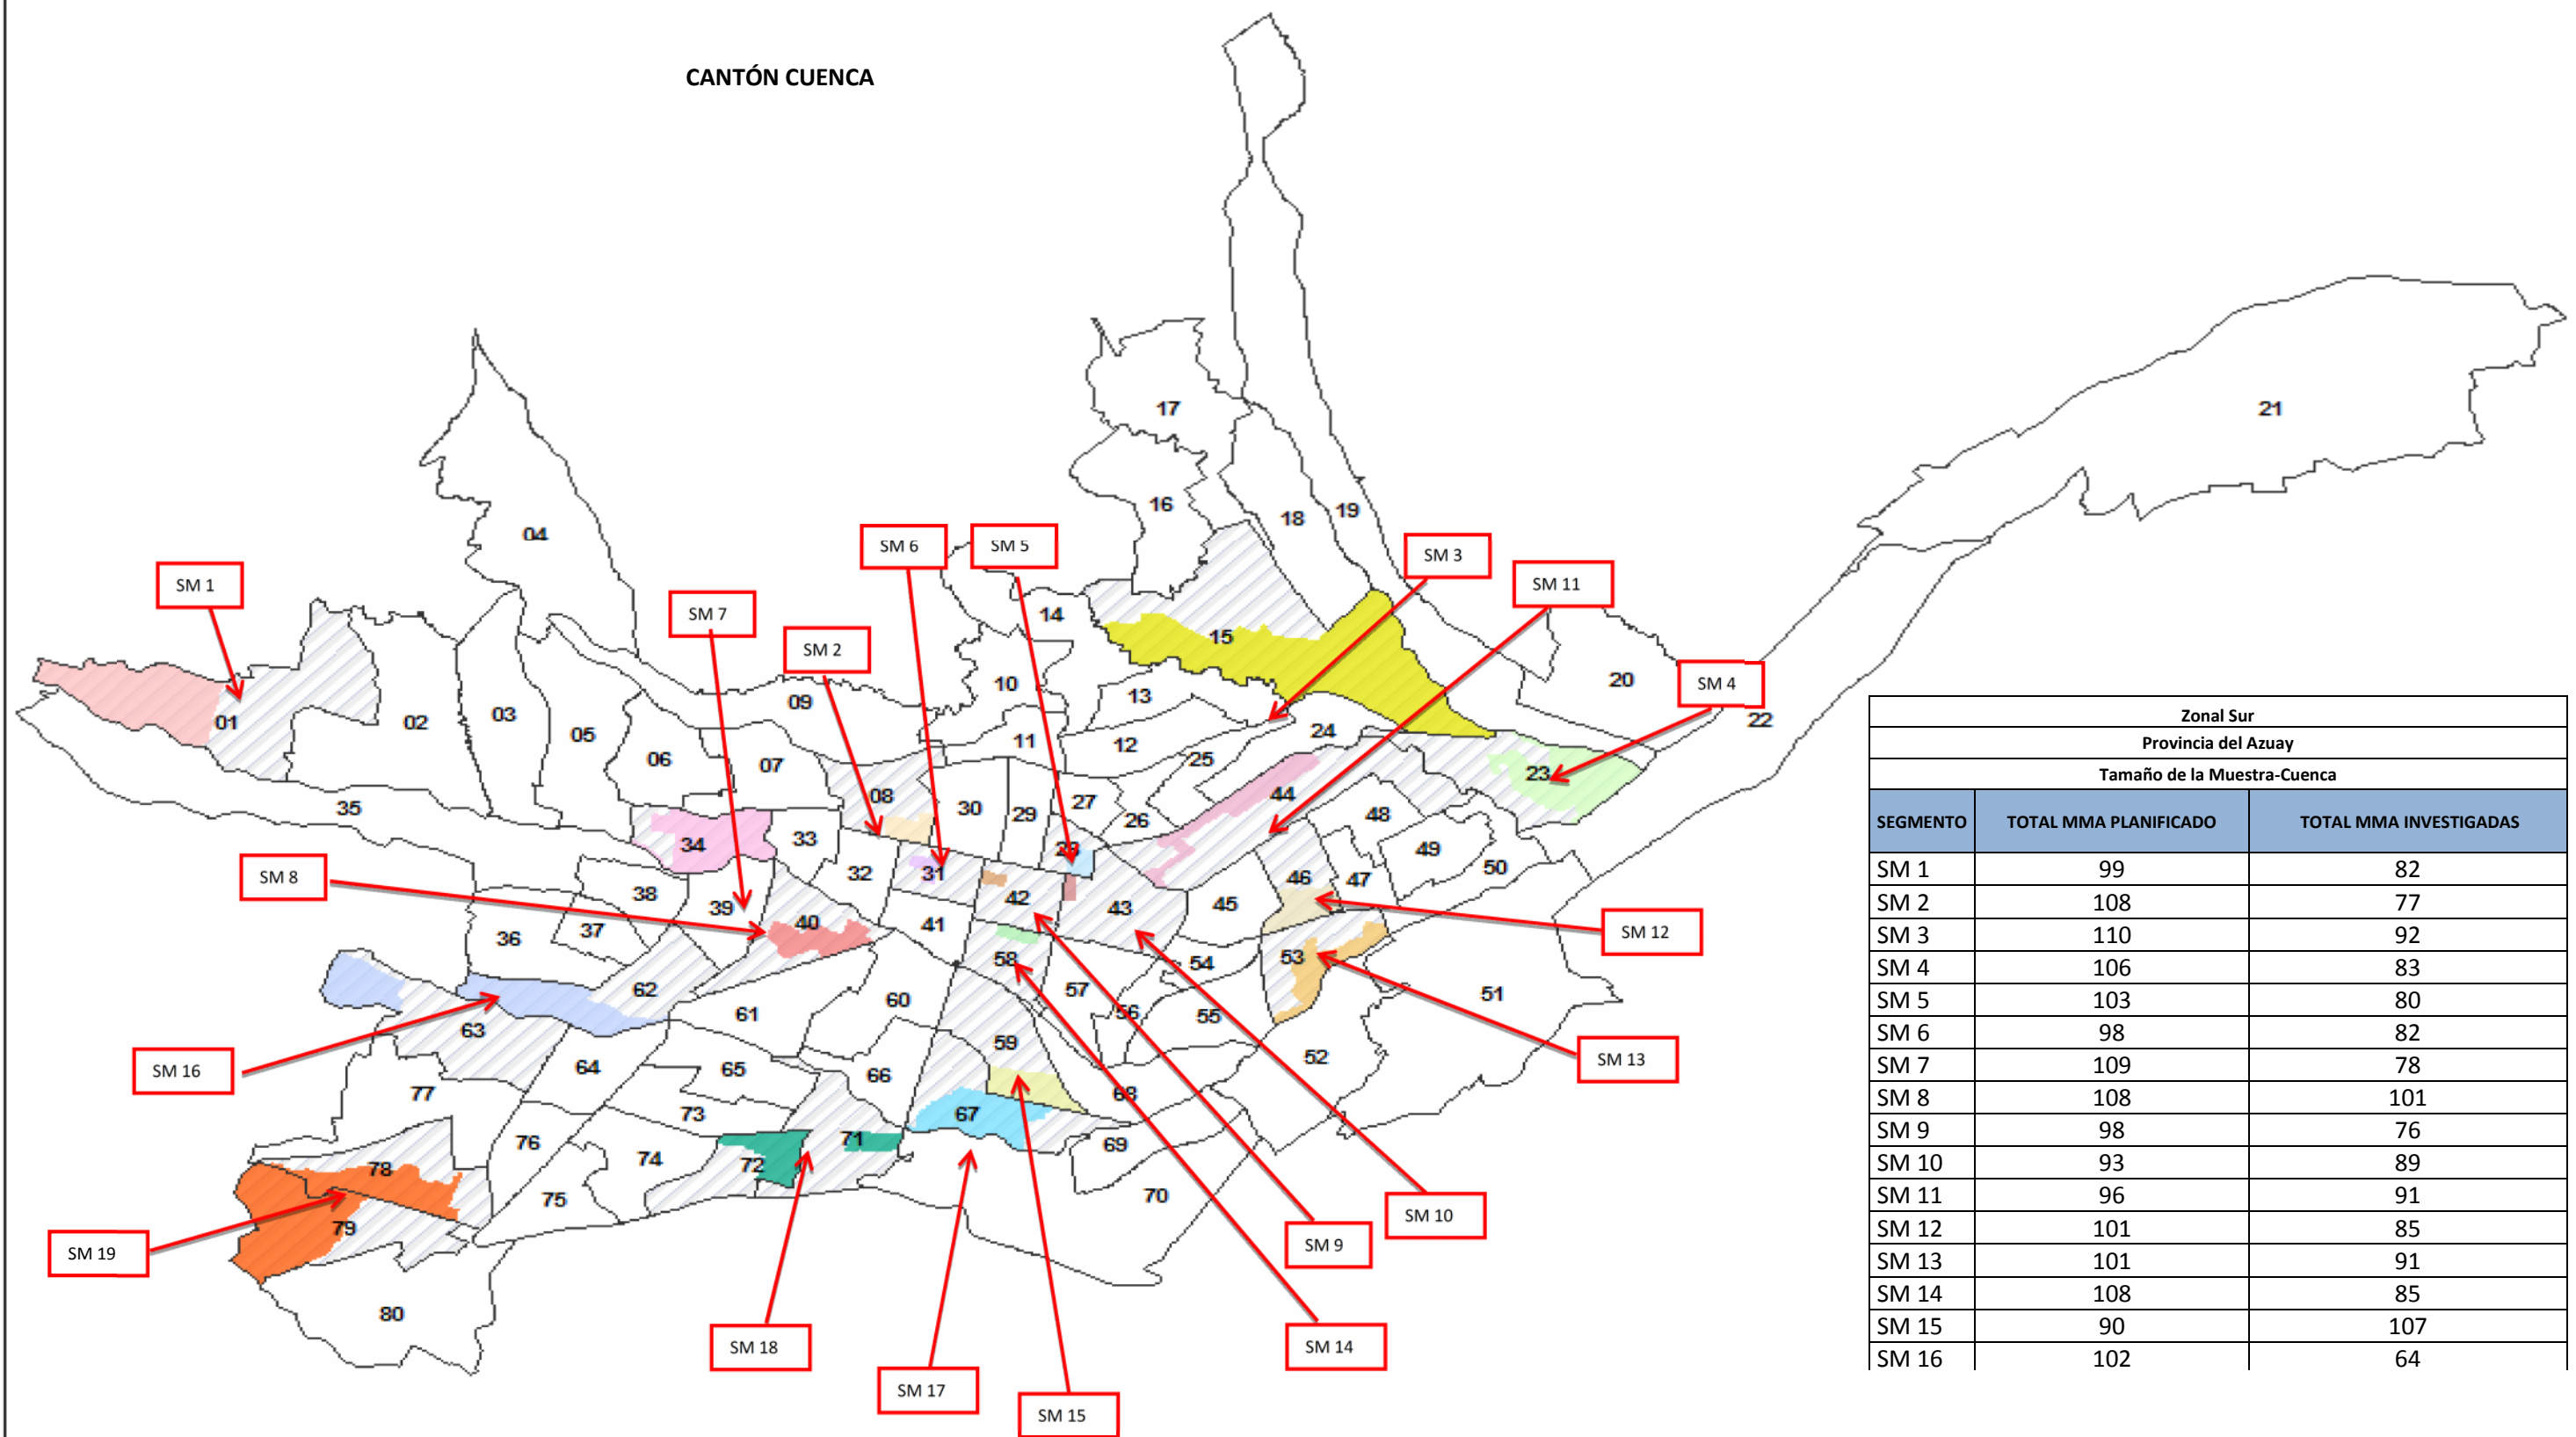 CANTÓN CUENCA
17
21
16
18
19
04
SM 6
SM 5
SM 3
SM 1
SM 11
SM 7
14
15
SM 2
20
SM 4
10
13
09
01
02
03
22
05
24
11
12
06
07
25
23
08
44
35
30
29
27
26
48
34
33
28
49
32
31
46
47
50
SM 8
38
42
39
43
45
40
41
37
36
SM 12
58
53
54
62
57
51
60
61
56
55
63
59
52
SM 13
SM 16
64
65
66
77
68
73
67
76
71
69
78
74
72
75
70
79
SM 10
SM 19
SM 9
80
SM 18
SM 14
SM 17
SM 15
Zonal Sur
Provincia del Azuay
Tamaño de la Muestra-Cuenca
SEGMENTO TOTAL MMA PLANIFICADO TOTAL MMA INVESTIGADAS
SM 1 99 82
SM 2 108 77
SM 3 110 92
SM 4 106 83
SM 5 103 80
SM 6 98 82
SM 7 109 78
SM 8 108 101
SM 9 98 76
SM 10 93 89
SM 11 96 91
SM 12 101 85
SM 13 101 91
SM 14 108 85
SM 15 90 107
SM 16 102 64